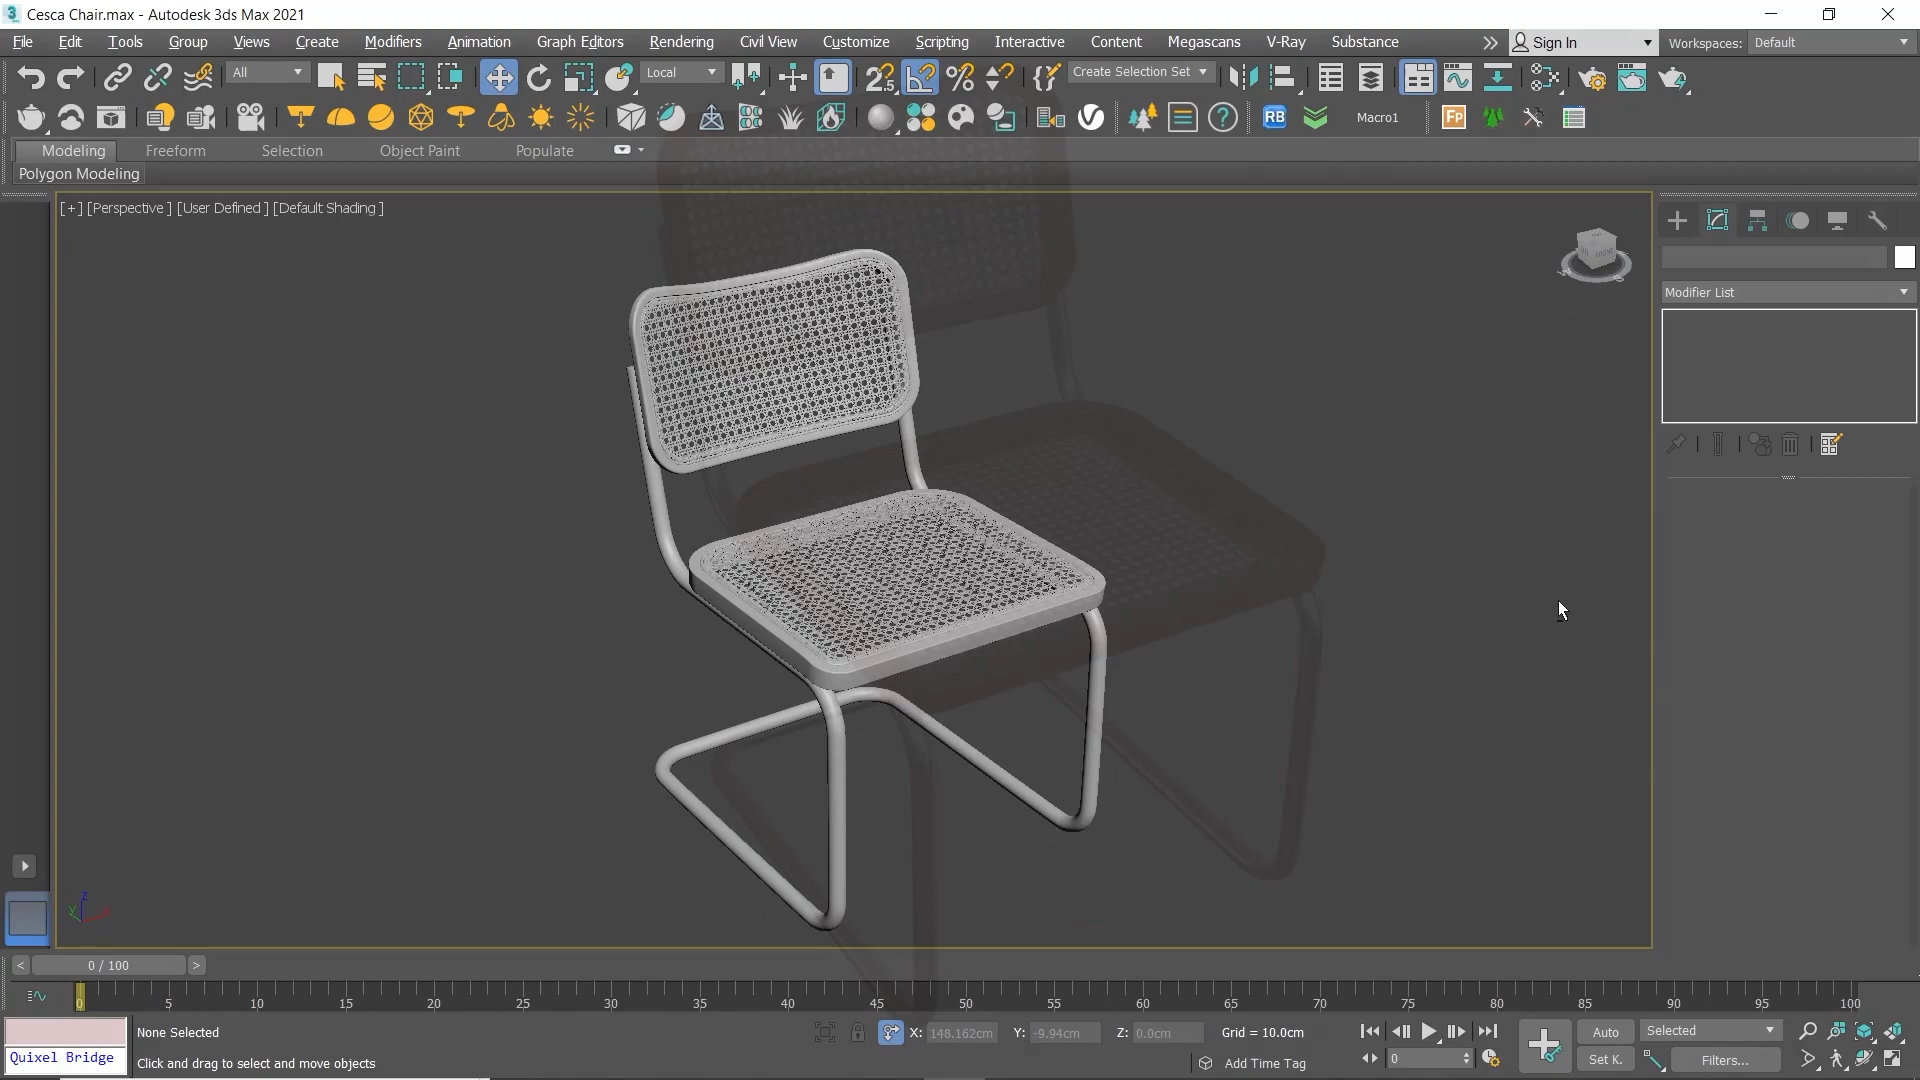 Cesca Chair.max - Autodesk 3ds Max 2021
File Edit Tools Group Views Create Modifiers Animation Graph Editors Rendering Civil View Customize Scripting Interactive Content Megascans V-Ray Substance Sign In Workspaces: Default
All Local Create Selection Set
RB Macro1 Fp
Modeling Freeform Selection Object Paint Populate
Polygon Modeling
[+] [Perspective ] [User Defined ] [Default Shading ]
Modifier List
z
y
< 0 / 100 >
0 5 10 15 20 25 30 35 40 45 50 55 60 65 70 75 80 85 90 95 100
None Selected X: 148.162cm Y: -9.94cm Z: 0.0cm Grid = 10.0cm Auto Selected
Quixel Bridge Click and drag to select and move objects Add Time Tag 0 Set K. Filters...